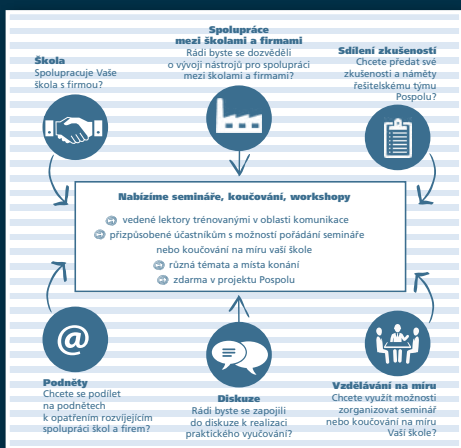 Škola
Spolupracuje Vaše
škola s firmou?
Spolupráce
mezi školami a firmami
Rádi byste se dozvěděli
o vývoji nástrojů pro spolupráci
mezi školami a firmami?
Sdílení zkušeností
Chcete předat své
zkušenosti a náměty
řešitelskému týmu
Pospolu?
Nabízíme semináře, koučování, workshopy
vedené lektory trénovanými v oblasti komunikace
přizpůsobené účastníkům s možností pořádání semináře
nebo koučování na míru vaší škole
různá témata a místa konání
zdarma v projektu Pospolu
@
Podněty
Chcete se podílet
na podnětech
k opatřením rozvíjejícím
spolupráci škol a firem?
Diskuze
Rádi byste se zapojili
do diskuze k realizaci
praktického vyučování?
Vzdělávání na míru
Chcete využít možnosti
zorganizovat seminář
nebo koučování na míru
Vaší škole?